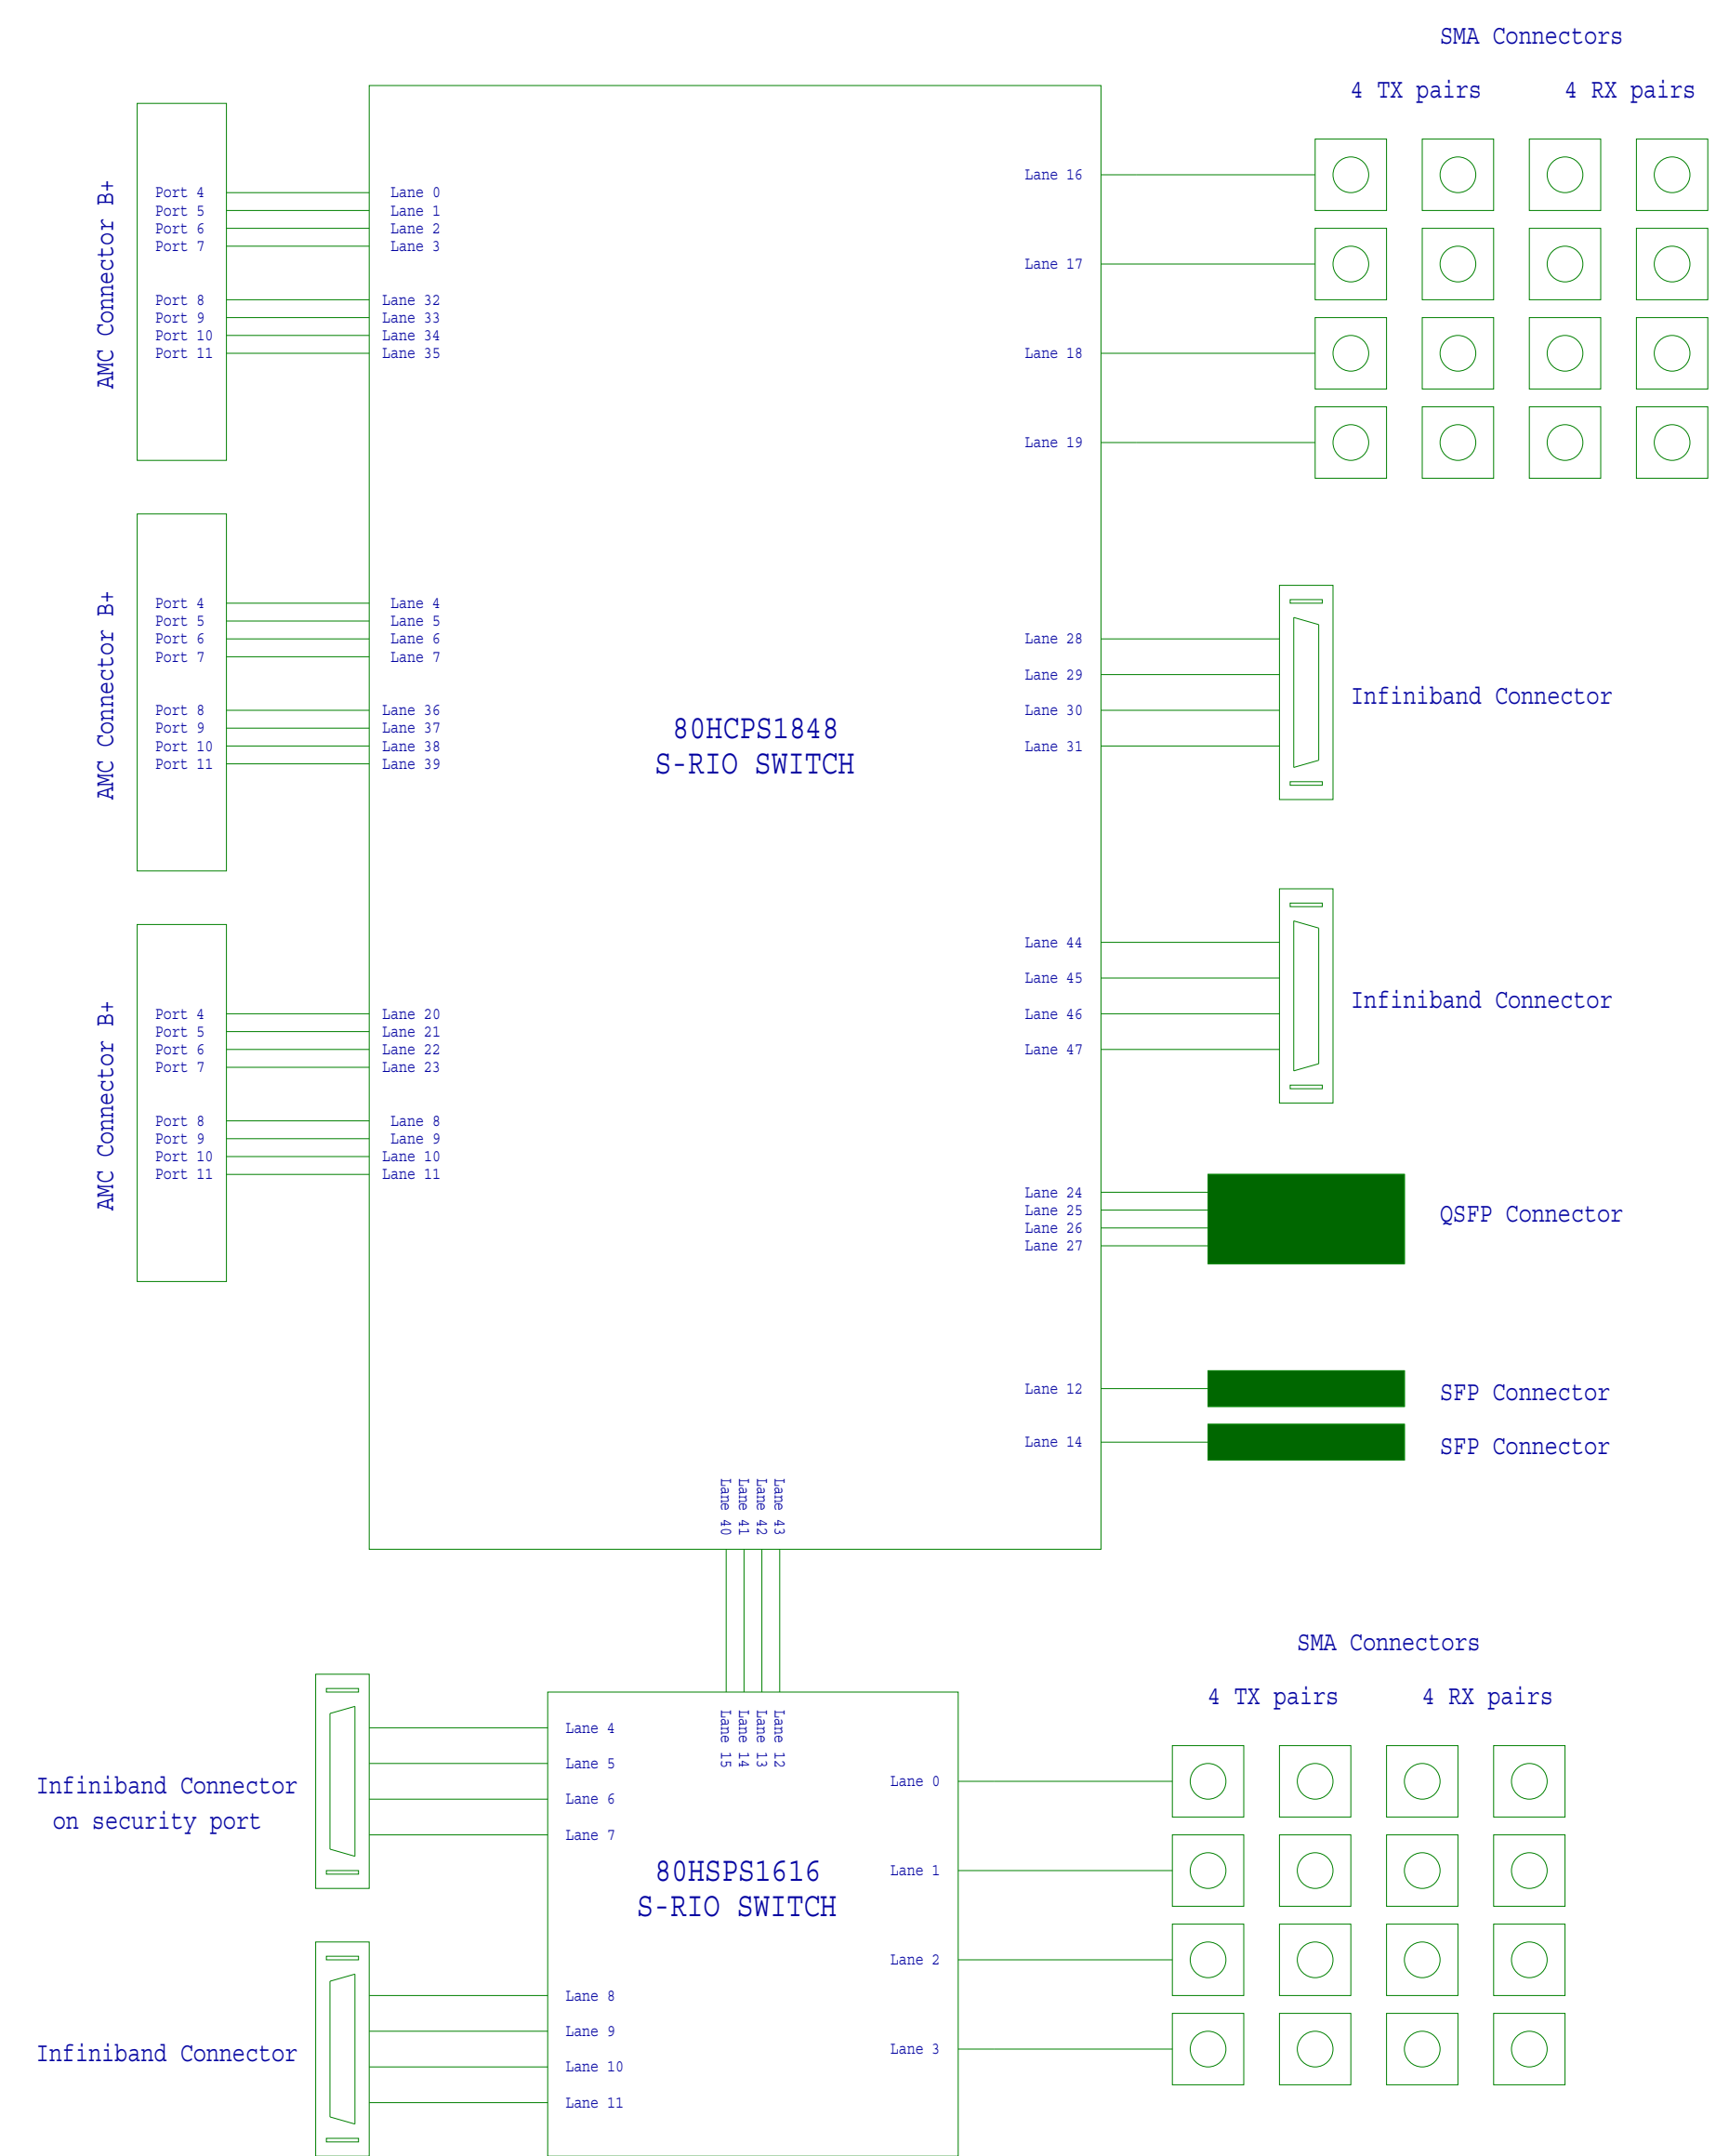 SMA Connectors
4 TX pairs 4 RX pairs
AMC Connector B+
Port 4
Port 5
Port 6
Port 7
Port 8
Port 9
Port 10
Port 11
Lane 0
Lane 1
Lane 2
Lane 3
Lane 32
Lane 33
Lane 34
Lane 35
Lane 16
Lane 17
Lane 18
Lane 19
AMC Connector B+
Port 4
Port 5
Port 6
Port 7
Port 8
Port 9
Port 10
Port 11
Lane 4
Lane 5
Lane 6
Lane 7
Lane 36
Lane 37
Lane 38
Lane 39
80HCPS1848
S-RIO SWITCH
Lane 28
Lane 29
Lane 30
Lane 31
Infiniband Connector
AMC Connector B+
Port 4
Port 5
Port 6
Port 7
Port 8
Port 9
Port 10
Port 11
Lane 20
Lane 21
Lane 22
Lane 23
Lane 8
Lane 9
Lane 10
Lane 11
Lane 44
Lane 45
Lane 46
Lane 47
Infiniband Connector
Lane 24
Lane 25
Lane 26
Lane 27
QSFP Connector
Lane 12
SFP Connector
Lane 14
SFP Connector
Lane 40
Lane 41
Lane 42
Lane 43
SMA Connectors
4 TX pairs 4 RX pairs
Lane 15
Lane 14
Lane 13
Lane 12
Infiniband Connector
on security port
Lane 4
Lane 5
Lane 6
Lane 7
80HSPS1616
S-RIO SWITCH
Lane 0
Lane 1
Lane 2
Lane 3
Infiniband Connector
Lane 8
Lane 9
Lane 10
Lane 11